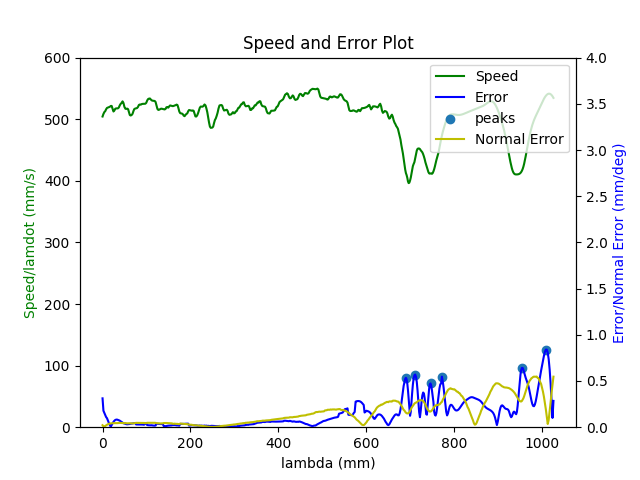 Speed and Error Plot
600
500
400
300
200
100
0
Speed/lamdot (mm/s)
Speed
Error
peaks
Normal Error
4.0
3.5
3.0
2.5
2.0
1.5
1.0
0.5
0.0
Error/Normal Error (mm/deg)
0 200 400 600 800 1000
lambda (mm)